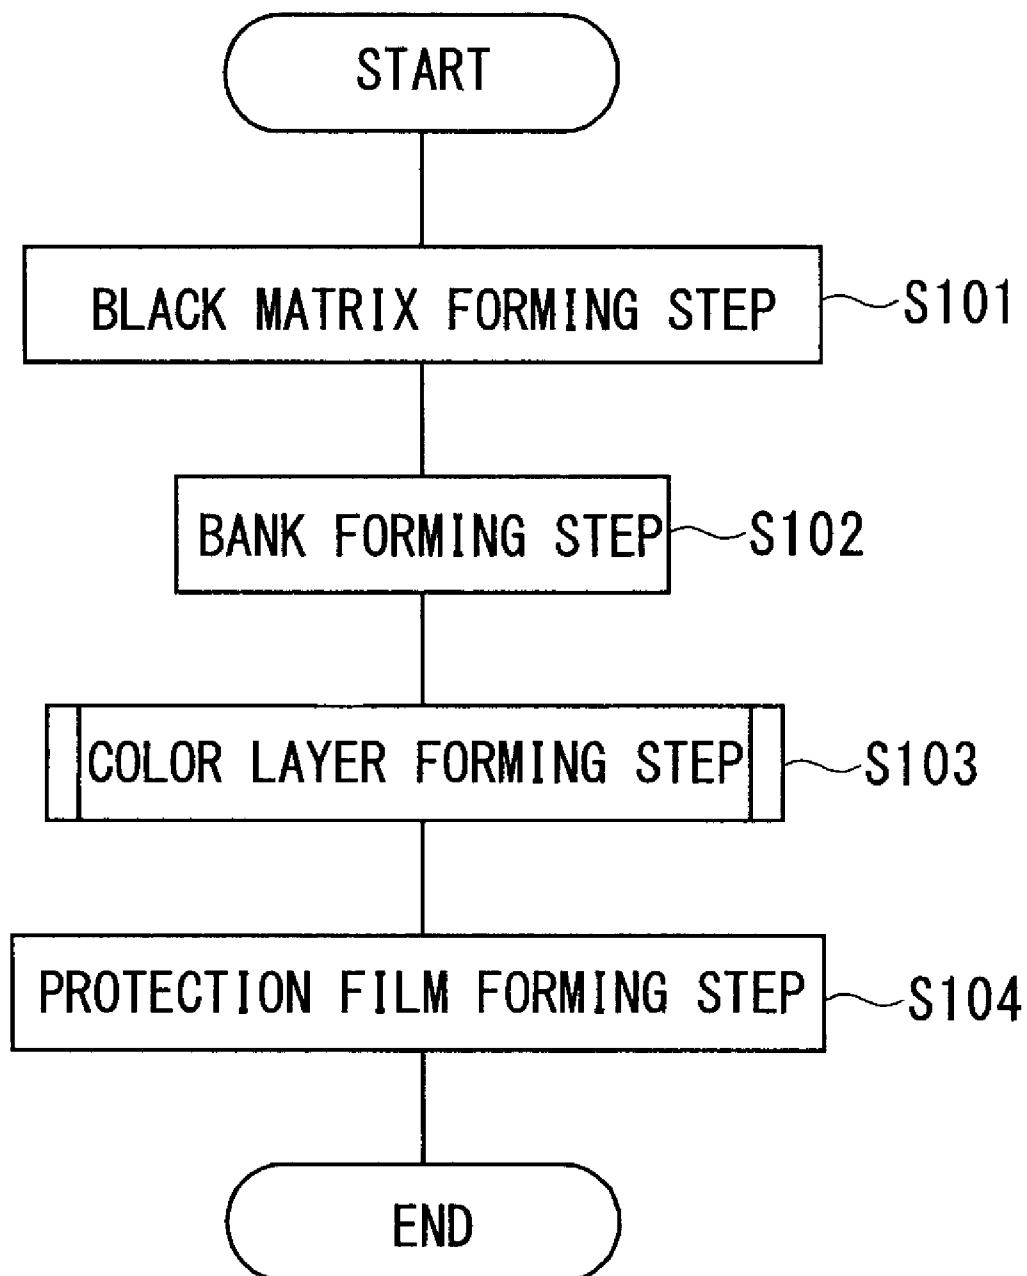 START
BLACK MATRIX FORMING STEP
S101
BANK FORMING STEP
S102
COLOR LAYER FORMING STEP
S103
PROTECTION FILM FORMING STEP
S104
END